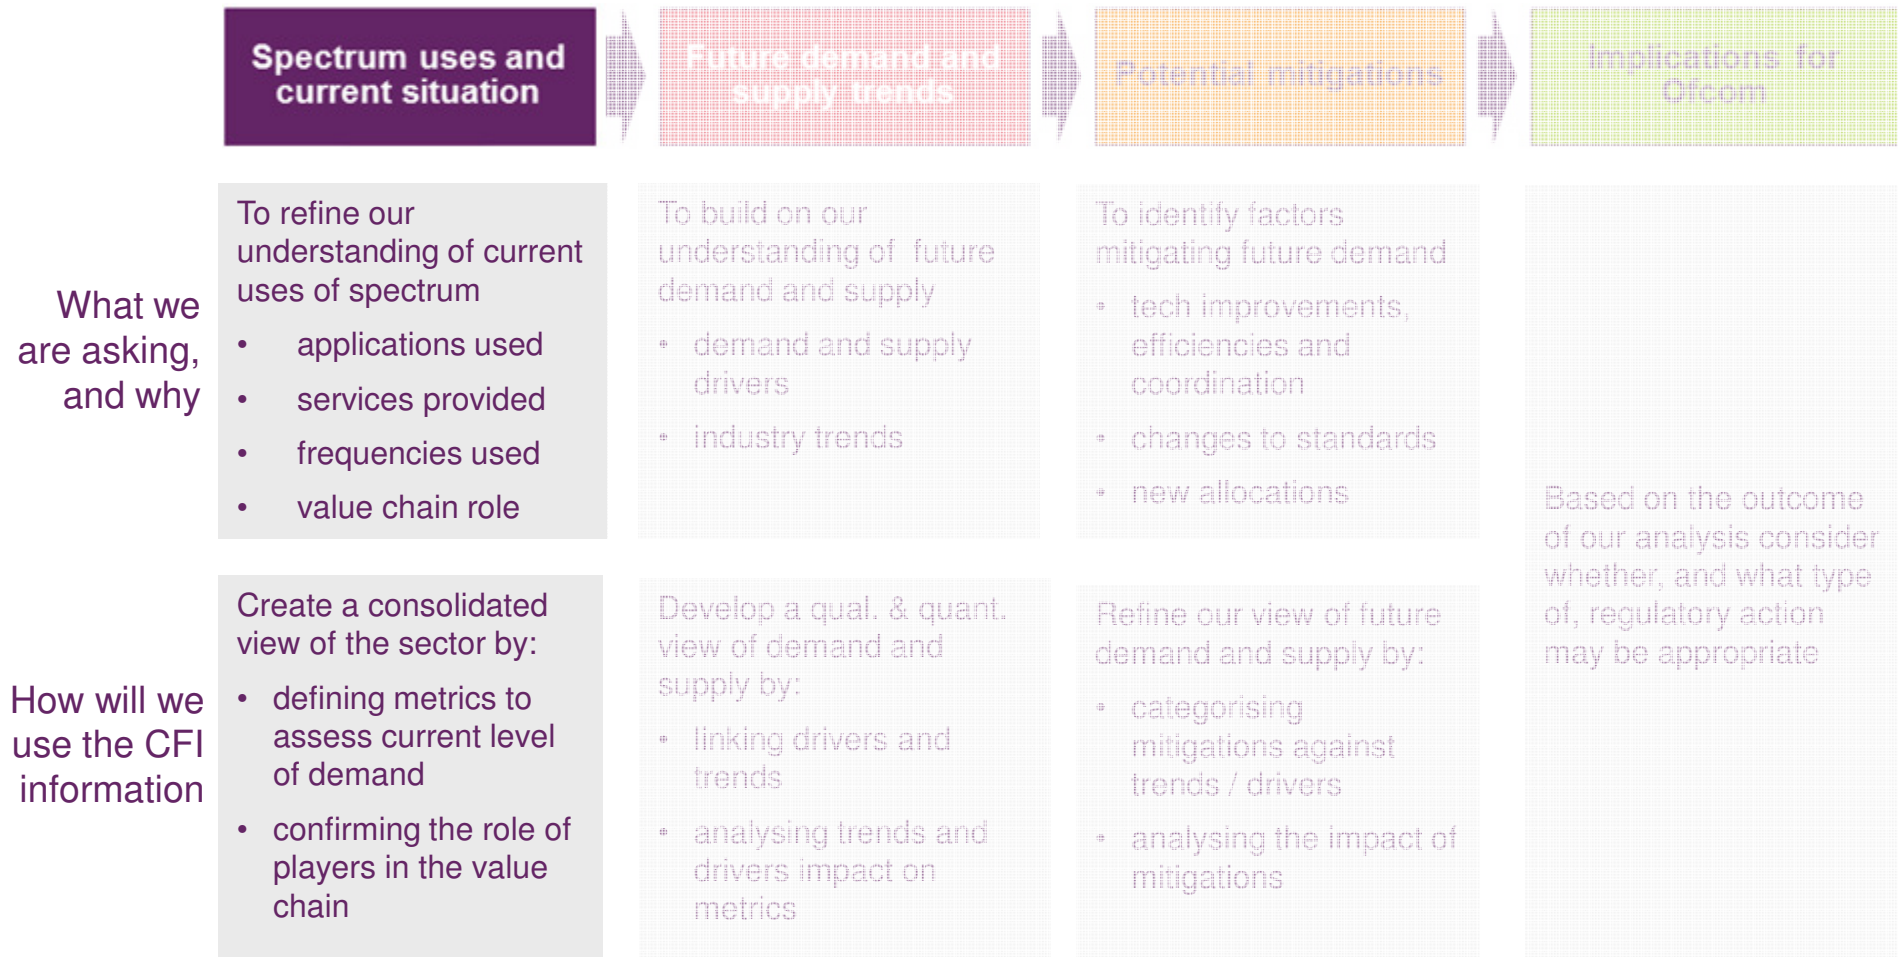 Spectrum uses and
current situation
Future demand and
supply trends
Potential mitigations
Implications for
Ofcom
What we
are asking,
and why
To refine our
understanding of current
uses of spectrum
• applications used
• services provided
• frequencies used
• value chain role
To build on our
understanding of future
demand and supply
• demand and supply
drivers
• industry trends
To identify factors
mitigating future demand
• tech improvements,
efficiencies and
coordination
• changes to standards
• new allocations
Based on the outcome
of our analysis consider
whether, and what type
of, regulatory action
may be appropriate
How will we
use the CFI
information
Create a consolidated
view of the sector by:
• defining metrics to
assess current level
of demand
• confirming the role of
players in the value
chain
Develop a qual. & quant.
view of demand and
supply by:
• linking drivers and
trends
• analysing trends and
drivers impact on
metrics
Refine our view of future
demand and supply by:
• categorising
mitigations against
trends / drivers
• analysing the impact of
mitigations